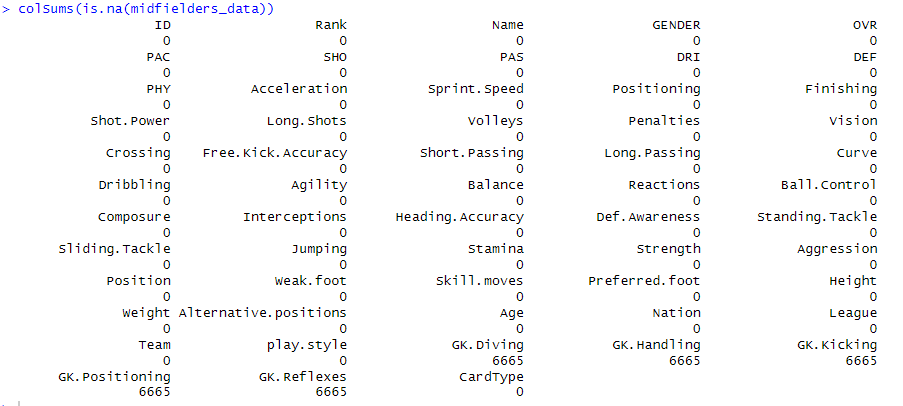 > colSums(is.na(midfielders_data))
ID Rank Name GENDER OVR
0 0 0 0 0
PAC SHO PAS DRI DEF
0 0 0 0 0
PHY Acceleration Sprint.Speed Positioning Finishing
0 0 0 0 0
Shot.Power Long.Shots Volleys Penalties Vision
0 0 0 0 0
Crossing Free.Kick.Accuracy Short.Passing Long.Passing Curve
0 0 0 0 0
Dribbling Agility Balance Reactions Ball.Control
0 0 0 0 0
Composure Interceptions Heading.Accuracy Def.Awareness Standing.Tackle
0 0 0 0 0
Sliding.Tackle Jumping Stamina Strength Aggression
0 0 0 0 0
Position Weak.foot Skill.moves Preferred.foot Height
0 0 0 0 0
Weight Alternative.positions Age Nation League
0 0 0 0 0
Team play.style GK.Diving GK.Handling GK.Kicking
0 0 6665 6665 6665
GK.Positioning GK.Reflexes CardType
6665 6665 0